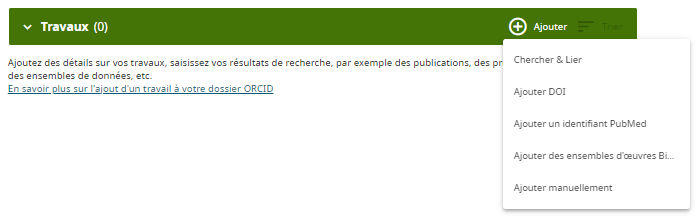 Travaux (0)
Ajouter
Trier
Ajoutez des détails sur vos travaux, saisissez vos résultats de recherche, par exemple des publications, des
des ensembles de données, etc.
En savoir plus sur l'ajout d'un travail à votre dossier ORCID
Chercher & Lier
Ajouter DOI
Ajouter un identifiant PubMed
Ajouter des ensembles d'œuvres Bi...
Ajouter manuellement